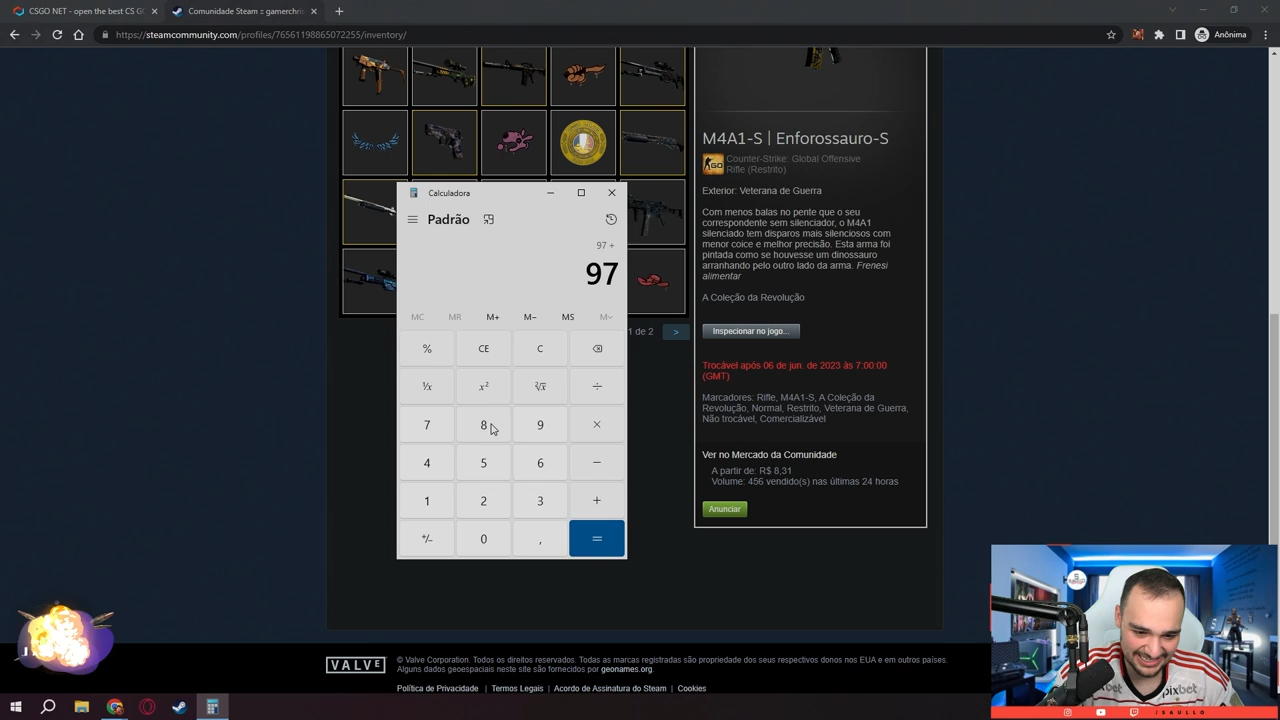 CSGO NET - open the best CS GO
Comunidade Steam :: gamerchris
https://steamcommunity.com/profiles/76561198865072255/inventory/
Anônima
M4A1-S | Enforossauro-S
Counter-Strike: Global Offensive
Rifle (Restrito)
Exterior: Veterana de Guerra
Com menos balas no pente que o seu
correspondente sem silenciador, o M4A1
silenciado tem disparos mais silenciosos com
menor coice e melhor precisão. Esta arma foi
pintada como se houvesse um dinossauro
arranhando pelo outro lado da arma. Frenesi
alimentar
A Coleção da Revolução
Inspecionar no jogo...
Trocável após 06 de jun. de 2023 às 7:00:00
(GMT)
Marcadores: Rifle, M4A1-S, A Coleção da
Revolução, Normal, Restrito, Veterana de Guerra,
Não trocável, Comercializável
Ver no Mercado da Comunidade
A partir de: R$ 8,31
Volume: 456 vendido(s) nas últimas 24 horas
Anunciar
1 de 2 >
Calculadora
Padrão
97 +
97
MC MR M+ M− MS M˅
% CE C
¹/x x² ²√x ÷
7 8 9 ×
4 5 6 −
1 2 3 +
+/− 0 , =
VALVE
© Valve Corporation. Todos os direitos reservados. Todas as marcas registradas são propriedade dos seus respectivos donos nos EUA e em outros países.
Alguns dados geoespaciais neste site são fornecidos por geonames.org.
Política de Privacidade | Termos Legais | Acordo de Assinatura do Steam | Cookies
pixbet
/SAULLO